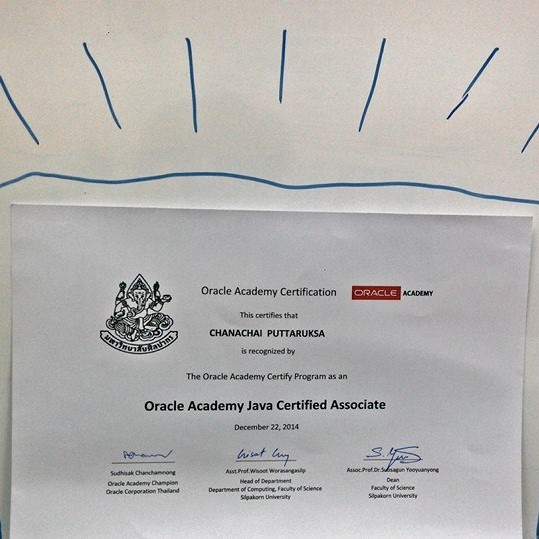 Oracle Academy Certification
ORACLE ACADEMY
This certifies that
CHANACHAI PUTTARUKSA
is recognized by
The Oracle Academy Certify Program as an
Oracle Academy Java Certified Associate
December 22, 2014
มหาวิทยาลัยศิลปากร
Sudhisak Chanchamnong
Oracle Academy Champion
Oracle Corporation Thailand
Asst.Prof.Wisoot Worasangasilp
Head of Department
Department of Computing, Faculty of Science
Silpakorn University
Assoc.Prof.Dr.Suosagun Yooyuanyong
Dean
Faculty of Science
Silpakorn University